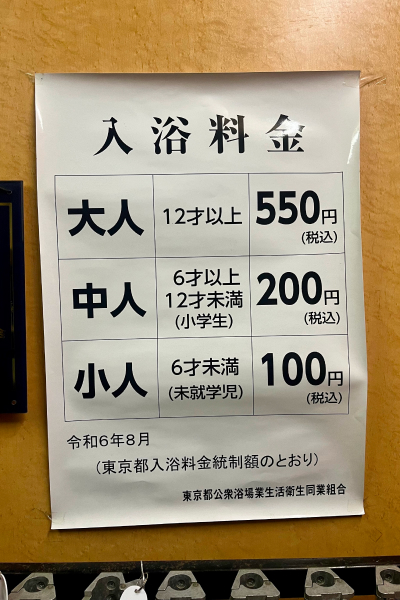 入浴料金
大人 12才以上 550円
(税込)
中人 6才以上
12才未満
(小学生) 200円
(税込)
小人 6才未満
(未就学児) 100円
(税込)
令和6年8月
(東京都入浴料金統制額のとおり)
東京都公衆浴場業生活衛生同業組合